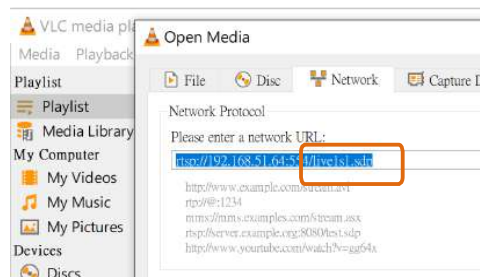 VLC media pla
Open Media
Media Playback
File Disc Network Capture D
Playlist
Playlist
Media Library
My Computer
My Videos
My Music
My Pictures
Devices
Discs
Network Protocol
Please enter a network URL:
rtsp://192.168.51.64:554/live1s1.sdp
http://www.example.com/stream.avi
rtp://@:1234
mms://mms.examples.com/stream.asx
rtsp://server.example.org:8080/test.sdp
http://www.yourtube.com/watch?v=gg64x